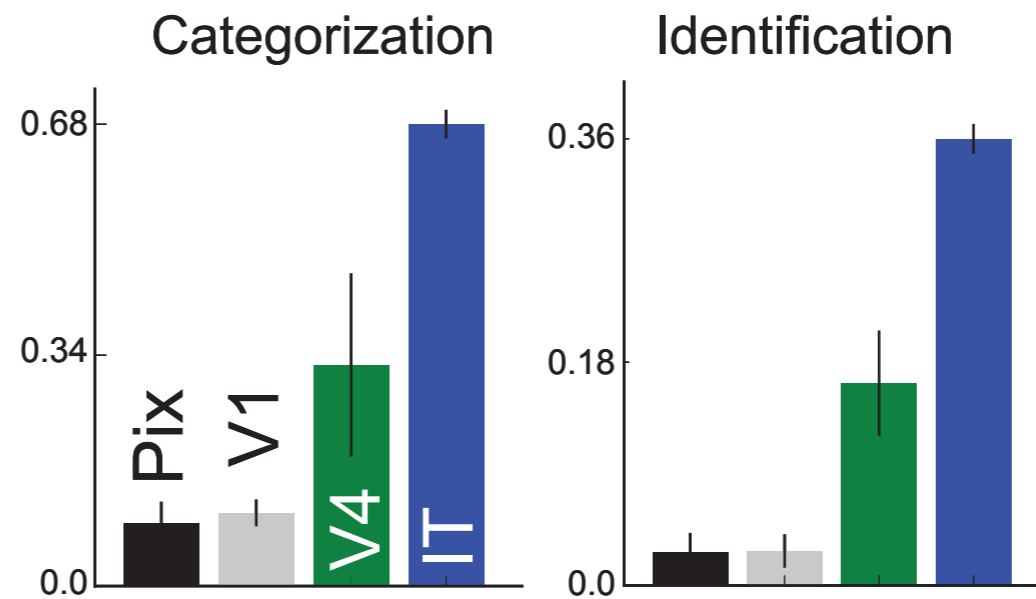 Categorization
0.68
0.34
0.0
Pix
V1
V4
IT
Identification
0.36
0.18
0.0